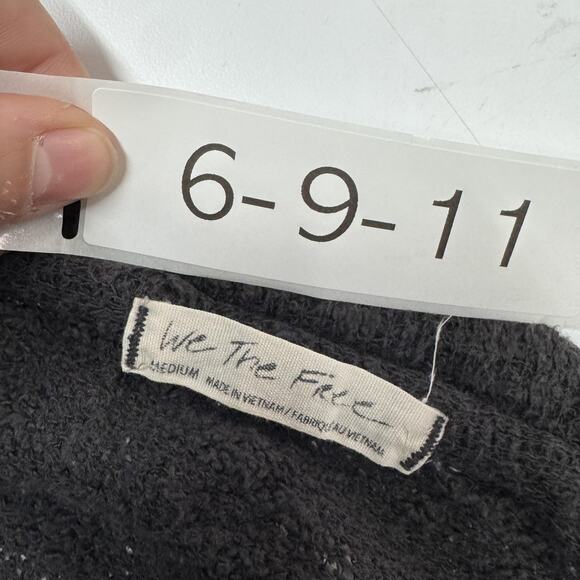 6-9-11
We The Free
MEDIUM MADE IN VIETNAM / FABRIQUÉ AU VIETNAM